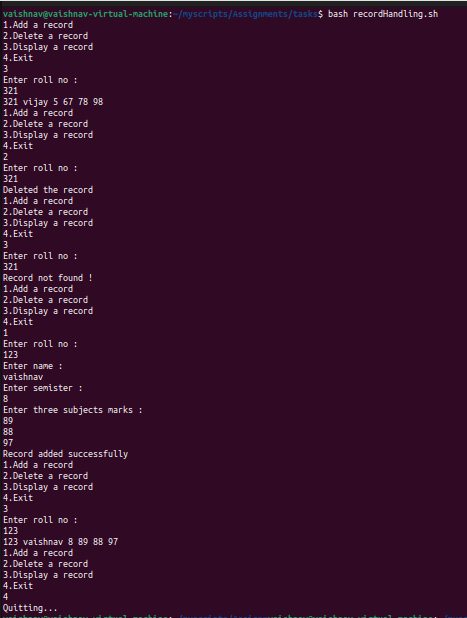 vaishnav@vaishnav-virtual-machine:~/myscripts/Assignments/tasks$ bash recordHandling.sh
1.Add a record
2.Delete a record
3.Display a record
4.Exit
3
Enter roll no :
321
321 vijay 5 67 78 98
1.Add a record
2.Delete a record
3.Display a record
4.Exit
2
Enter roll no :
321
Deleted the record
1.Add a record
2.Delete a record
3.Display a record
4.Exit
3
Enter roll no :
321
Record not found !
1.Add a record
2.Delete a record
3.Display a record
4.Exit
1
Enter roll no :
123
Enter name :
vaishnav
Enter semister :
8
Enter three subjects marks :
89
88
97
Record added successfully
1.Add a record
2.Delete a record
3.Display a record
4.Exit
3
Enter roll no :
123
123 vaishnav 8 89 88 97
1.Add a record
2.Delete a record
3.Display a record
4.Exit
4
Quitting...